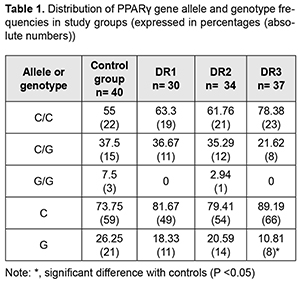 Table 1. Distribution of PPARγ gene allele and genotype fre-
quencies in study groups (expressed in percentages (abso-
lute numbers))
Allele or genotype | Control group n= 40 | DR1 n= 30 | DR2 n= 34 | DR3 n= 37
C/C | 55 (22) | 63.3 (19) | 61.76 (21) | 78.38 (23)
C/G | 37.5 (15) | 36.67 (11) | 35.29 (12) | 21.62 (8)
G/G | 7.5 (3) | 0 | 2.94 (1) | 0
C | 73.75 (59) | 81.67 (49) | 79.41 (54) | 89.19 (66)
G | 26.25 (21) | 18.33 (11) | 20.59 (14) | 10.81 (8)*
Note: *, significant difference with controls (P <0.05)